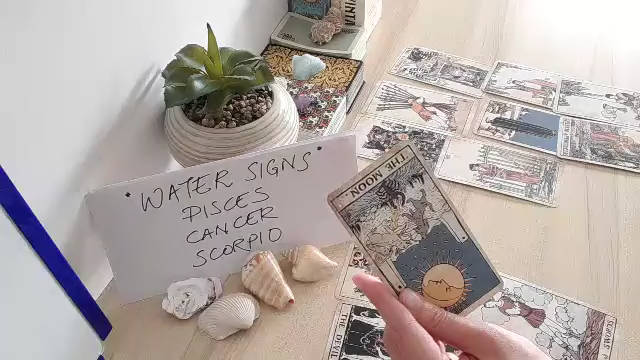 "WATER SIGNS"
PISCES
CANCER
SCORPIO
THE MOON.
THE DEVIL